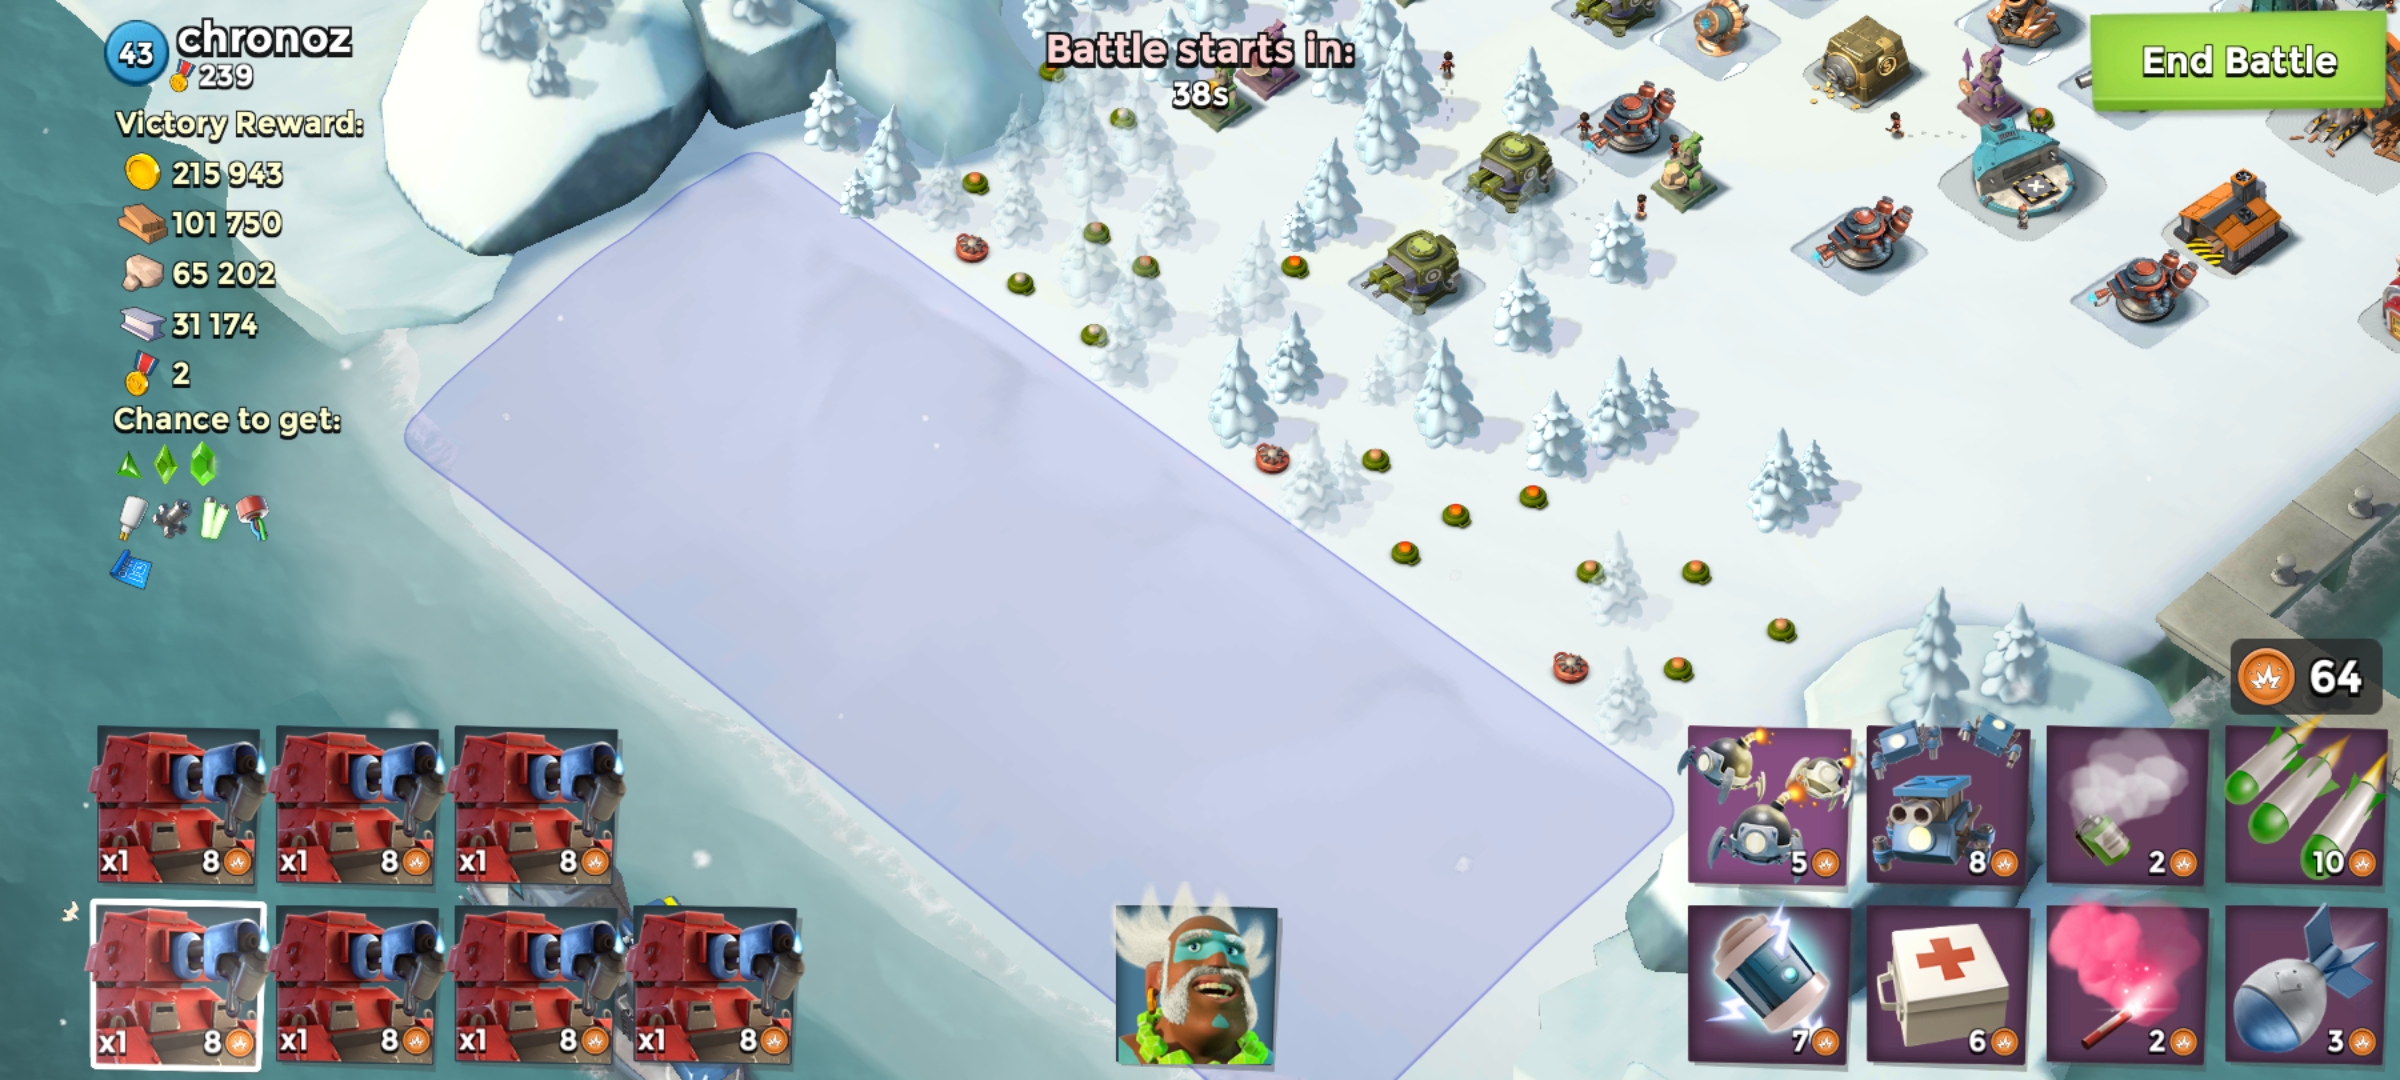 43
chronoz
239
Victory Reward:
215 943
101 750
65 202
31 174
2
Chance to get:
Battle starts in:
38s
End Battle
64
x1 8
x1 8
x1 8
x1 8
x1 8
x1 8
x1 8
5
8
2
10
7
6
2
3